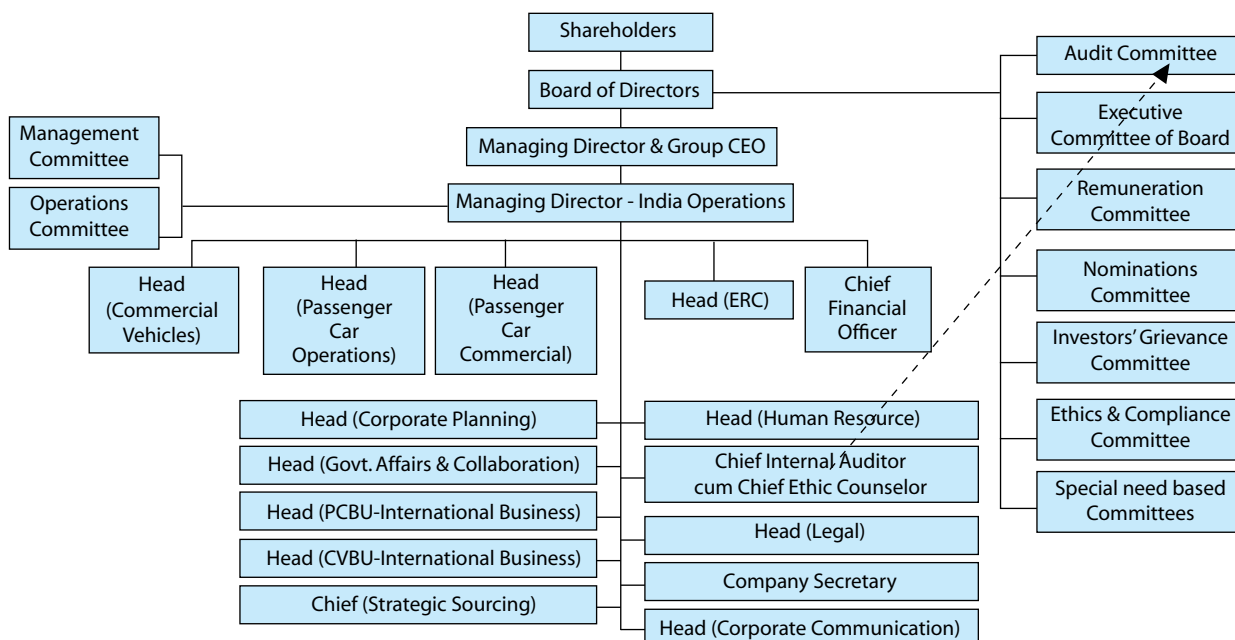 Shareholders
Board of Directors
Managing Director & Group CEO
Managing Director - India Operations
Management
Committee
Operations
Committee
Head
(Commercial
Vehicles)
Head
(Passenger
Car
Operations)
Head
(Passenger
Car
Commercial)
Head (ERC)
Chief
Financial
Officer
Head (Corporate Planning)
Head (Govt. Affairs & Collaboration)
Head (PCBU-International Business)
Head (CVBU-International Business)
Chief (Strategic Sourcing)
Head (Human Resource)
Chief Internal Auditor
cum Chief Ethic Counselor
Head (Legal)
Company Secretary
Head (Corporate Communication)
Audit Committee
Executive
Committee of Board
Remuneration
Committee
Nominations
Committee
Investors’ Grievance
Committee
Ethics & Compliance
Committee
Special need based
Committees